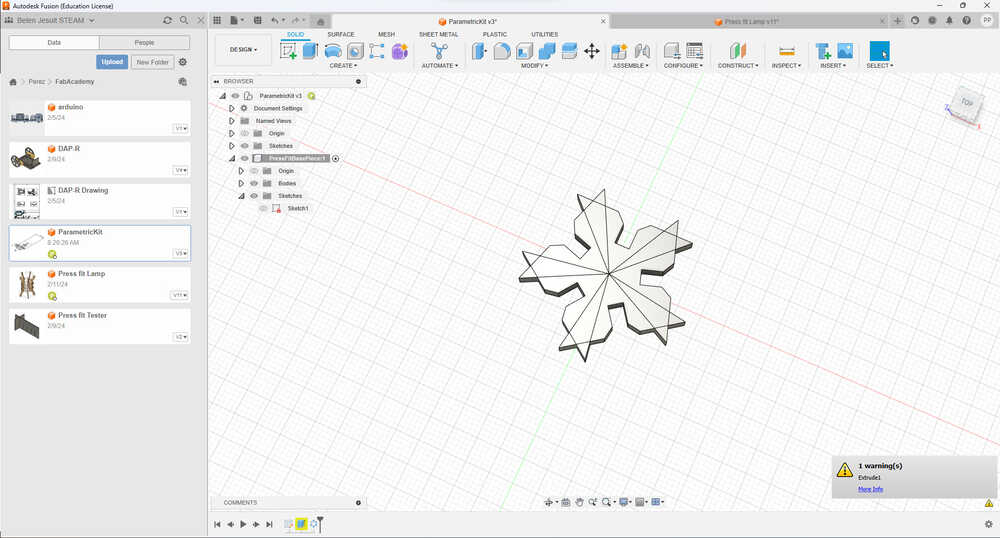 Autodesk Fusion (Education License)
Belen Jesuit STEAM
ParametricKit v3*
Press fit Lamp v11*
PP
Data
People
Upload
New Folder
Perez
FabAcademy
arduino
2/5/24
V1
DAP-R
2/9/24
DAP-R Drawing
2/5/24
ParametricKit
8:26:26 AM
V3
Press fit Lamp
2/11/24
V11
Press fit Tester
2/9/24
V2
SOLID
SURFACE
MESH
SHEET METAL
PLASTIC
UTILITIES
DESIGN
CREATE
AUTOMATE
MODIFY
ASSEMBLE
CONFIGURE
CONSTRUCT
INSPECT
INSERT
SELECT
BROWSER
ParametricKit v3
Document Settings
Named Views
Origin
Sketches
PressFitBasePiece:1
Origin
Bodies
Sketches
Sketch1
TOP
Z
X
1 warning(s)
Extrude1
More Info
COMMENTS